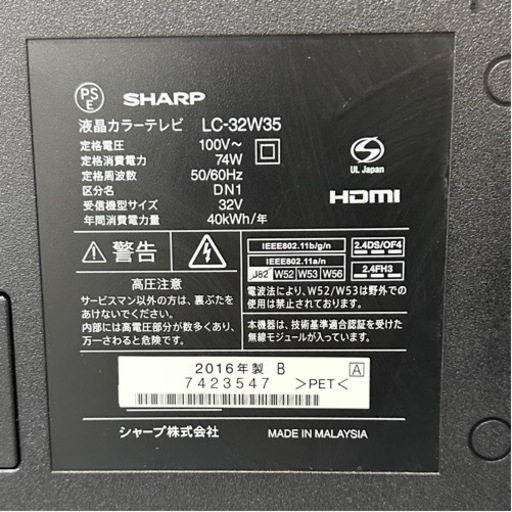 PSE
SHARP
液晶カラーテレビ LC-32W35
定格電圧 100V～
定格消費電力 74W
定格周波数 50/60Hz
区分名 DN1
受信機型サイズ 32V
年間消費電力量 40kWh/年
S
UL Japan
HDMI
警告
高圧注意
サービスマン以外の方は、裏ぶたを
あけないでください。
内部には高電圧部分が数多くあり、
万一さわると危険です。
IEEE802.11b/g/n
2.4DS/OF4
IEEE802.11a/n
J52 W52 W53 W56
2.4FH3
電波法により、W52/W53は野外での
使用は禁止されております。
本機器は、技術基準適合認証を受けた
無線モジュールが入っています。
2016年製 B
A
7423547 >PET<
シャープ株式会社
MADE IN MALAYSIA